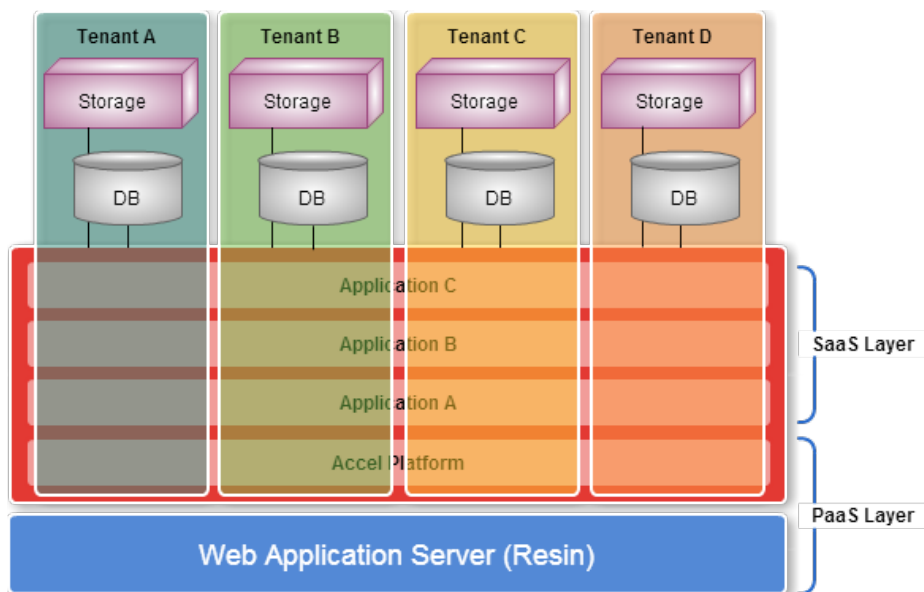 Tenant A
Tenant B
Tenant C
Tenant D
Storage
Storage
Storage
Storage
DB
DB
DB
DB
Application C
Application B
SaaS Layer
Application A
Accel Platform
PaaS Layer
Web Application Server (Resin)